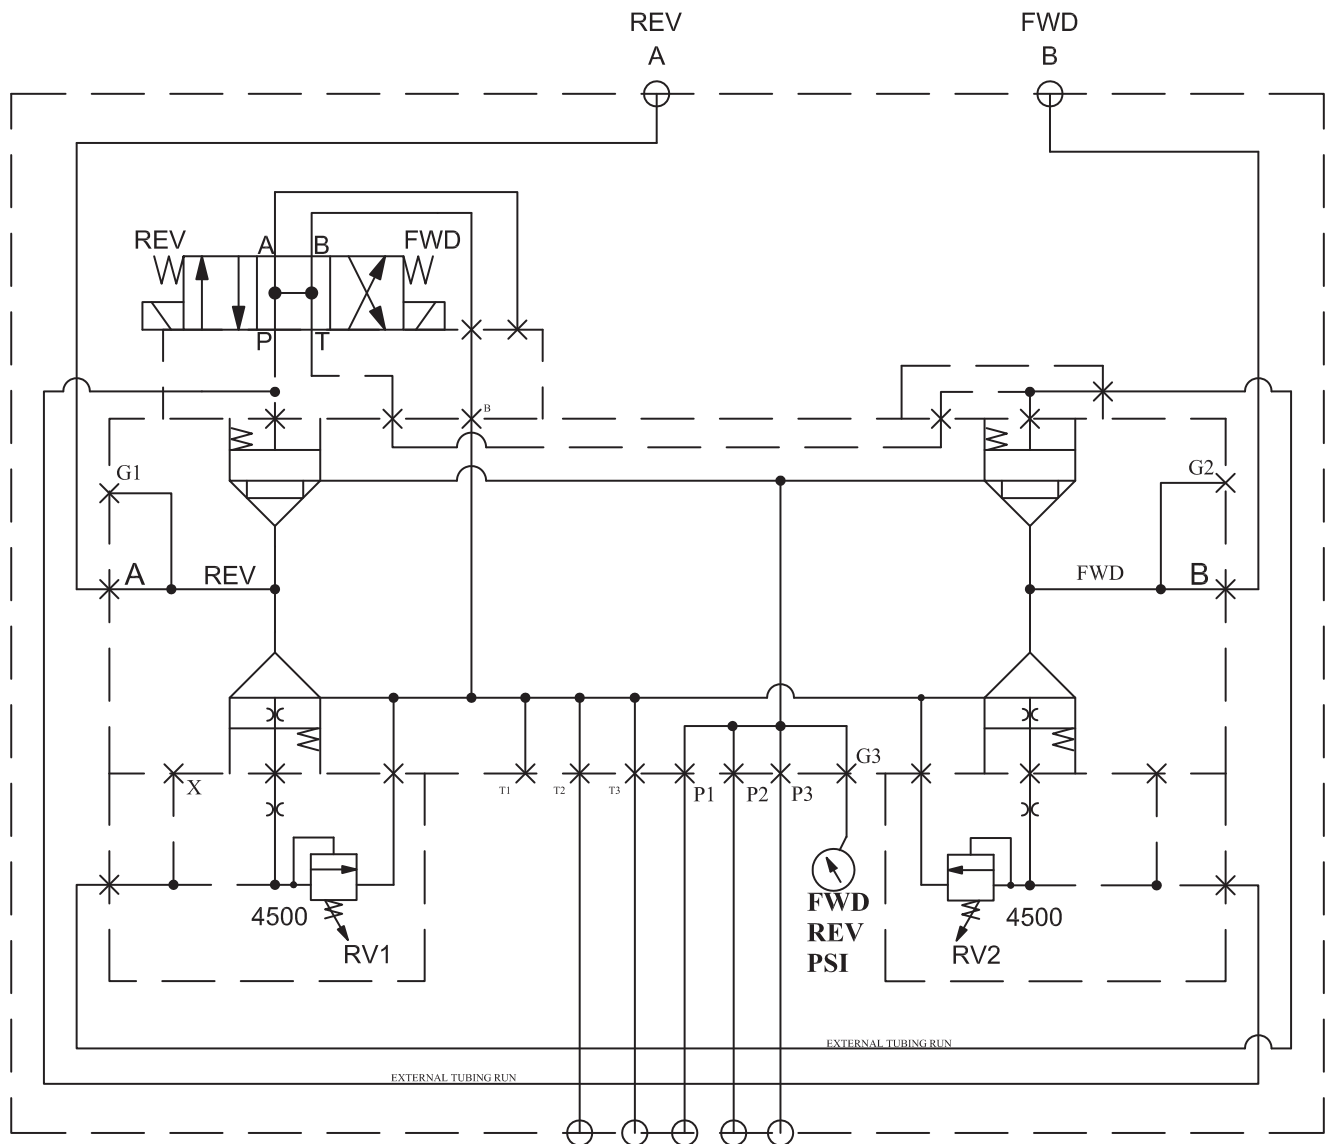 REV
FWD
A
B
REV
A
B
FWD
P
T
B
G1
G2
A
REV
FWD
B
X
T1
T2
T3
P1
P2
P3
G3
4500
RV1
FWD
REV
PSI
4500
RV2
EXTERNAL TUBING RUN
EXTERNAL TUBING RUN